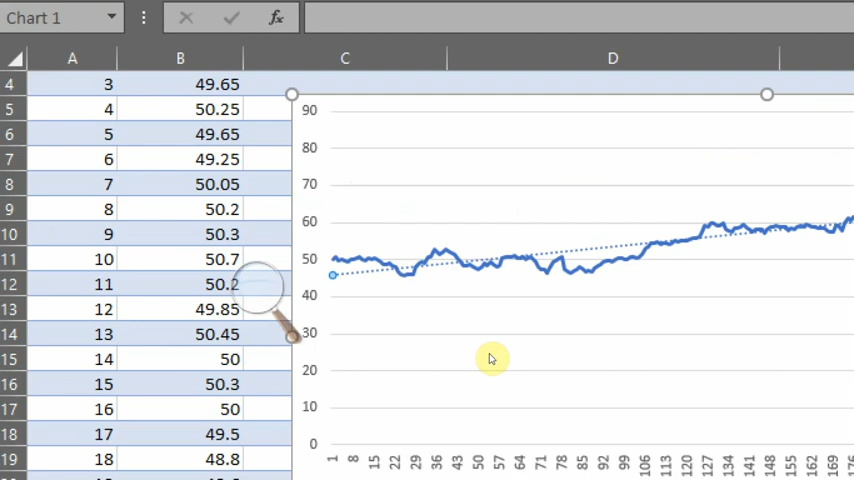 Chart 1 fx
A B C D
4 3 49.65
5 4 50.25
6 5 49.65
7 6 49.25
8 7 50.05
9 8 50.2
10 9 50.3
11 10 50.7
12 11 50.2
13 12 49.85
14 13 50.45
15 14 50
16 15 50.3
17 16 50
18 17 49.5
19 18 48.8
90
80
70
60
50
40
30
20
10
0
1 8 15 22 29 36 43 50 57 64 71 78 85 92 99 106 113 120 127 134 141 148 155 162 169 176